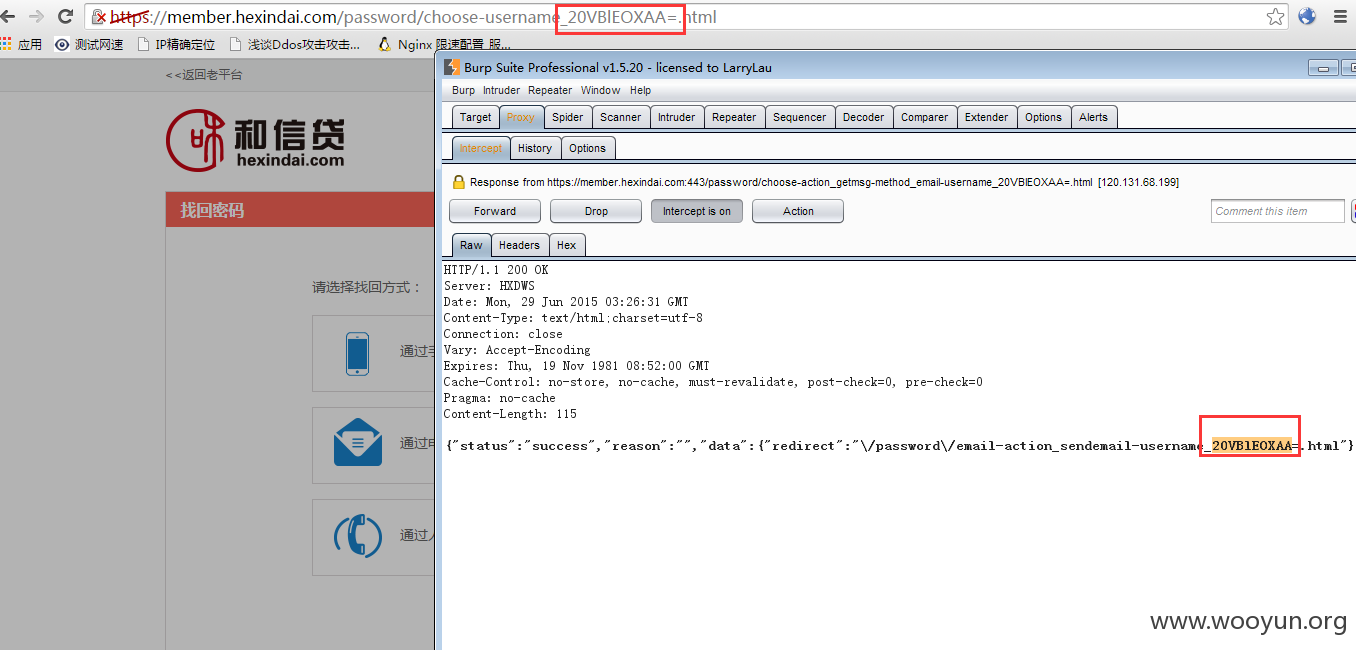 https://member.hexindai.com/password/choose-username_20VBlEOXAA=.html
应用 测试网速 IP精确定位 浅谈Ddos攻击攻击... Nginx 限速配置 服...
<<返回老平台
和信贷
hexindai.com
找回密码
请选择找回方式：
通过手
通过电
通过人
Burp Suite Professional v1.5.20 - licensed to LarryLau
Burp Intruder Repeater Window Help
Target Proxy Spider Scanner Intruder Repeater Sequencer Decoder Comparer Extender Options Alerts
Intercept History Options
Response from https://member.hexindai.com:443/password/choose-action_getmsg-method_email-username_20VBlEOXAA=.html [120.131.68.199]
Forward Drop Intercept is on Action Comment this item
Raw Headers Hex
HTTP/1.1 200 OK
Server: HXDWS
Date: Mon, 29 Jun 2015 03:26:31 GMT
Content-Type: text/html;charset=utf-8
Connection: close
Vary: Accept-Encoding
Expires: Thu, 19 Nov 1981 08:52:00 GMT
Cache-Control: no-store, no-cache, must-revalidate, post-check=0, pre-check=0
Pragma: no-cache
Content-Length: 115
{"status":"success","reason":"","data":{"redirect":"\/password\/email-action_sendemail-username_20VBlEOXAA=.html"}
www.wooyun.org